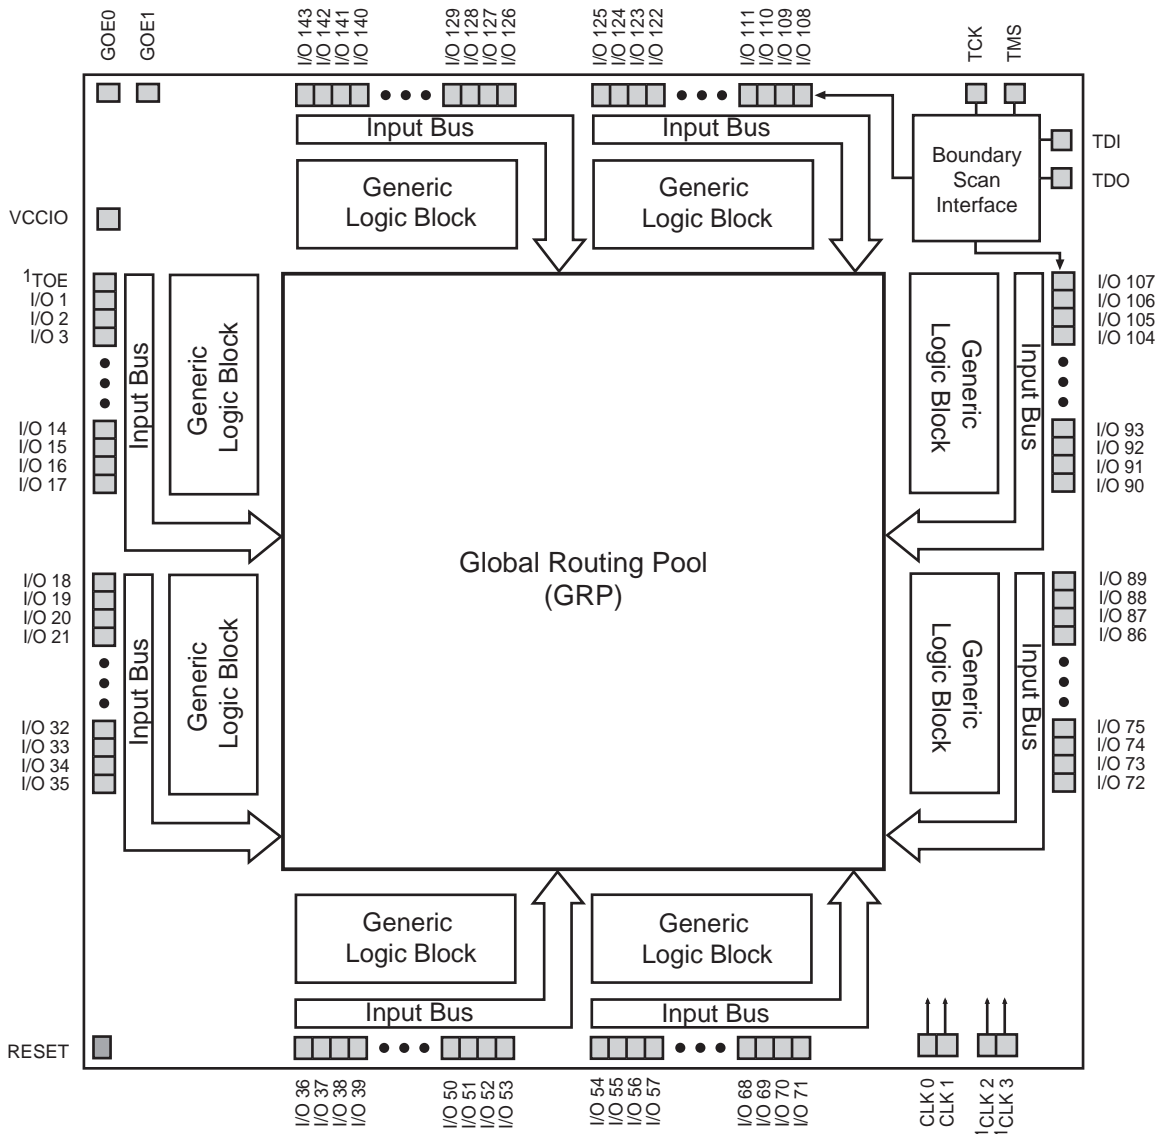 GOE0
GOE1
I/O 143
I/O 142
I/O 141
I/O 140
I/O 129
I/O 128
I/O 127
I/O 126
I/O 125
I/O 124
I/O 123
I/O 122
I/O 111
I/O 110
I/O 109
I/O 108
TCK
TMS
Input Bus
Input Bus
Generic
Logic Block
Generic
Logic Block
Boundary
Scan
Interface
TDI
TDO
VCCIO
1TOE
I/O 1
I/O 2
I/O 3
I/O 14
I/O 15
I/O 16
I/O 17
Input Bus
Generic
Logic Block
I/O 18
I/O 19
I/O 20
I/O 21
I/O 32
I/O 33
I/O 34
I/O 35
Input Bus
Generic
Logic Block
Global Routing Pool
(GRP)
Generic
Logic Block
Input Bus
I/O 107
I/O 106
I/O 105
I/O 104
I/O 93
I/O 92
I/O 91
I/O 90
Generic
Logic Block
Input Bus
I/O 89
I/O 88
I/O 87
I/O 86
I/O 75
I/O 74
I/O 73
I/O 72
Generic
Logic Block
Generic
Logic Block
Input Bus
Input Bus
RESET
I/O 36
I/O 37
I/O 38
I/O 39
I/O 50
I/O 51
I/O 52
I/O 53
I/O 54
I/O 55
I/O 56
I/O 57
I/O 68
I/O 69
I/O 70
I/O 71
CLK 0
CLK 1
1CLK 2
1CLK 3